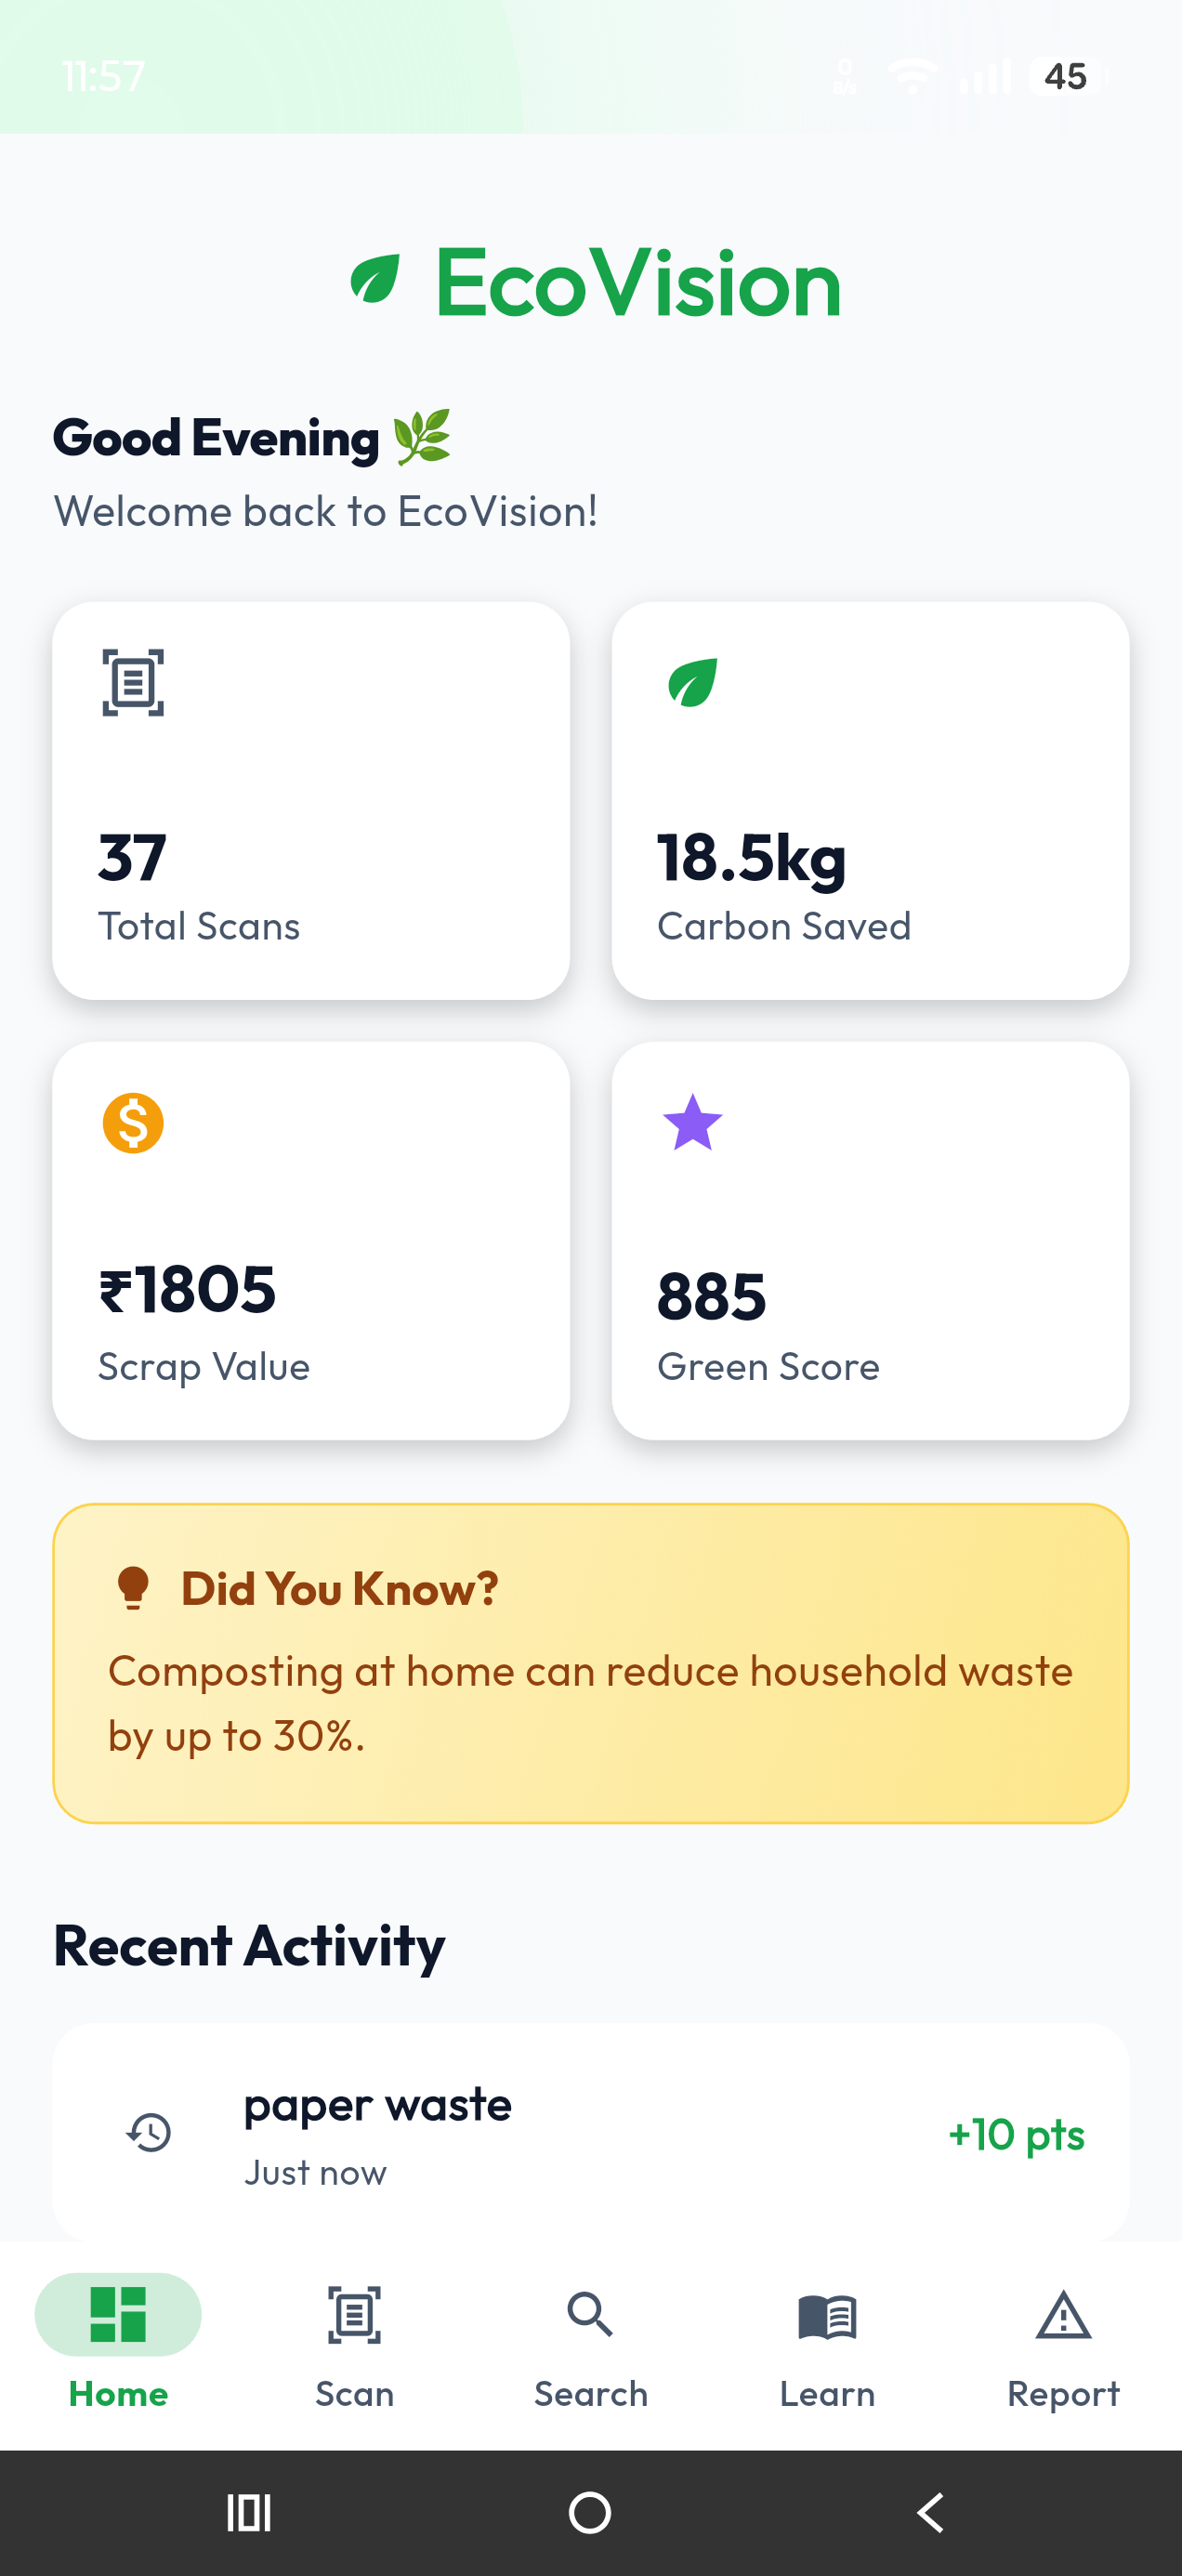 11:57
0
B/s
45
EcoVision
Good Evening 🌿
Welcome back to EcoVision!
37
Total Scans
18.5kg
Carbon Saved
₹1805
Scrap Value
885
Green Score
Did You Know?
Composting at home can reduce household waste
by up to 30%.
Recent Activity
paper waste
Just now
+10 pts
Home
Scan
Search
Learn
Report